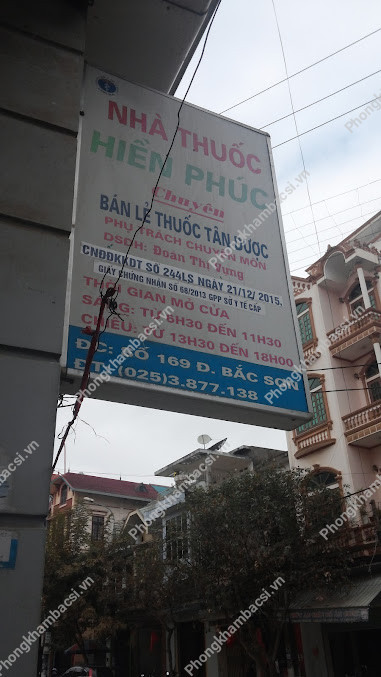 NHÀ THUỐC
HIỀN PHÚC
Chuyên
BÁN LẺ THUỐC TÂN DƯỢC
PHỤ TRÁCH CHUYÊN MÔN
DSĐH: Đoàn Thị Dung
CNĐĐKKDT SỐ 244LS NGÀY 21/12/2015.
GIẤY CHỨNG NHẬN SỐ 68/2013 GPP SỞ Y TẾ CẤP
THỜI GIAN MỞ CỬA
SÁNG: TỪ 6H30 ĐẾN 11H30
CHIỀU: TỪ 13H30 ĐẾN 18H00
ĐC: SỐ 169 Đ. BẮC SƠN
(025)3.877.138
Phongkhambacsi.vn